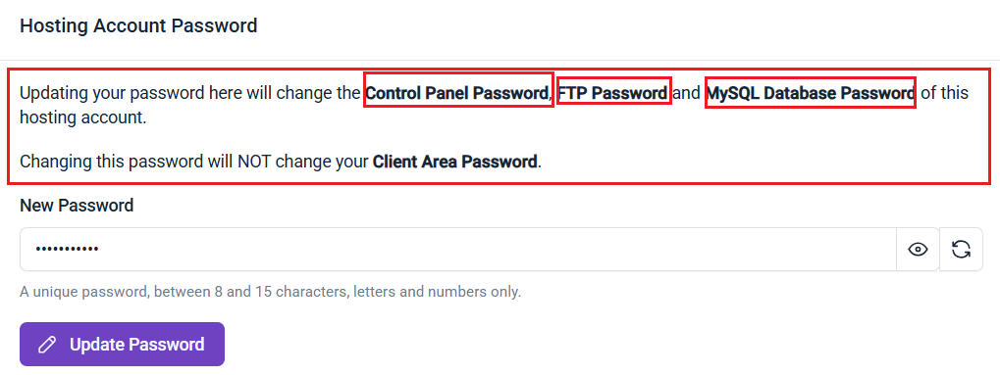 Hosting Account Password
Updating your password here will change the Control Panel Password, FTP Password and MySQL Database Password of this
hosting account.
Changing this password will NOT change your Client Area Password.
New Password
•••••••••••
A unique password, between 8 and 15 characters, letters and numbers only.
Update Password